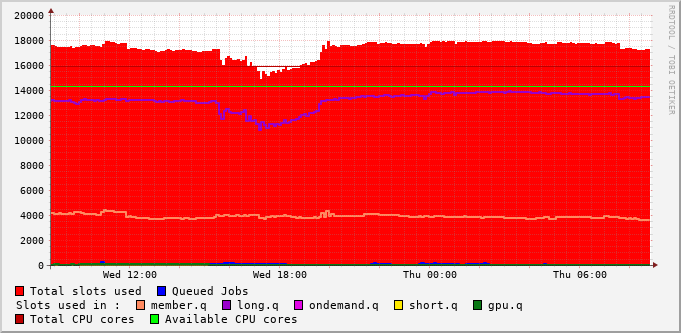 RRDTOOL / TOBI OETIKER
20000
18000
16000
14000
12000
10000
8000
6000
4000
2000
0
Wed 12:00 Wed 18:00 Thu 00:00 Thu 06:00
Total slots used Queued Jobs
Slots used in : member.q long.q ondemand.q short.q gpu.q
Total CPU cores Available CPU cores